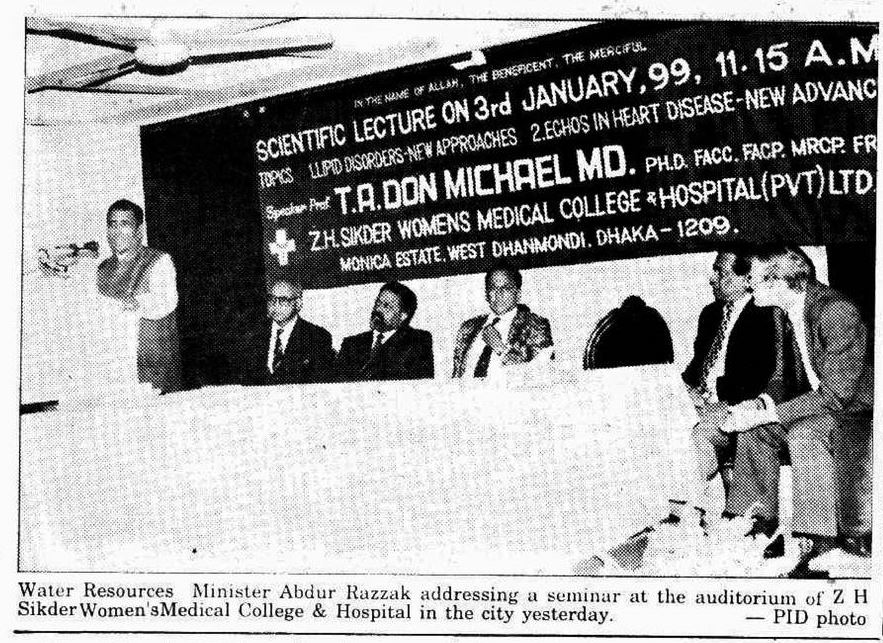 IN THE NAME OF ALLAH, THE BENEFICENT, THE MERCIFUL
SCIENTIFIC LECTURE ON 3rd JANUARY, 99, 11.15 A.M
TOPICS 1.LIPID DISORDERS-NEW APPROACHES 2.ECHOS IN HEART DISEASE-NEW ADVANC
Speaker Prof. T.A. DON MICHAEL MD. PH.D. FACC. FACP. MRCP. FR
Z.H. SIKDER WOMENS MEDICAL COLLEGE & HOSPITAL (PVT) LTD
MONICA ESTATE, WEST DHANMONDI, DHAKA-1209.
Water Resources Minister Abdur Razzak addressing a seminar at the auditorium of Z H
Sikder Women'sMedical College & Hospital in the city yesterday. — PID photo